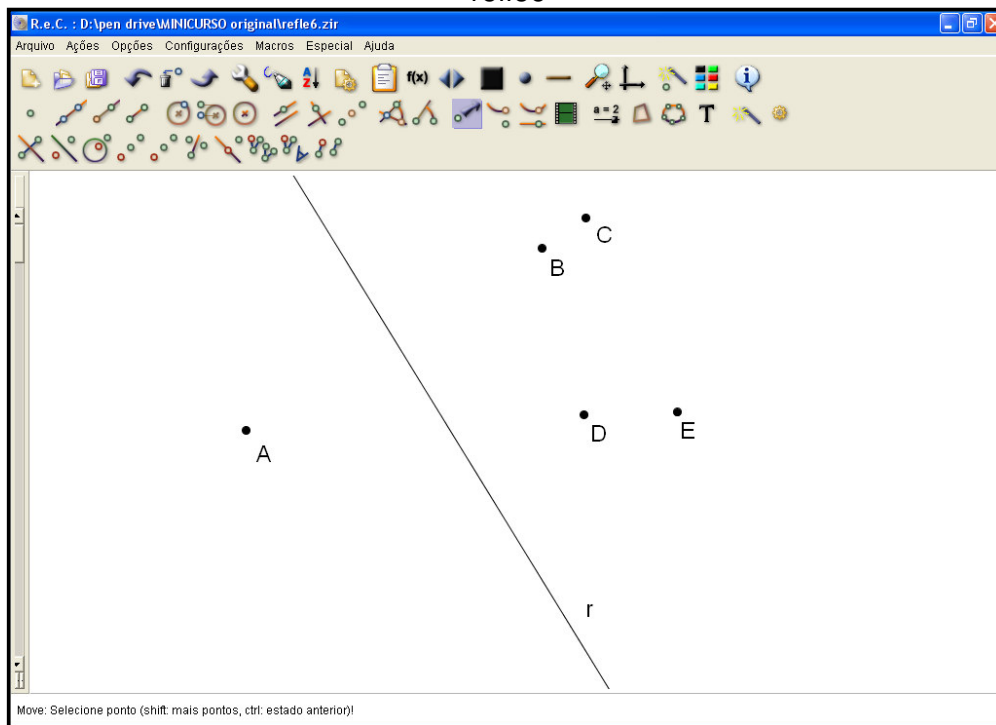 R.e.C. : D:\pen drive\MINICURSO original\refle6.zir
Arquivo Ações Opções Configurações Macros Especial Ajuda
f(x)
a = 2
T
C
B
D
E
A
r
Move: Selecione ponto (shift: mais pontos, ctrl: estado anterior)!